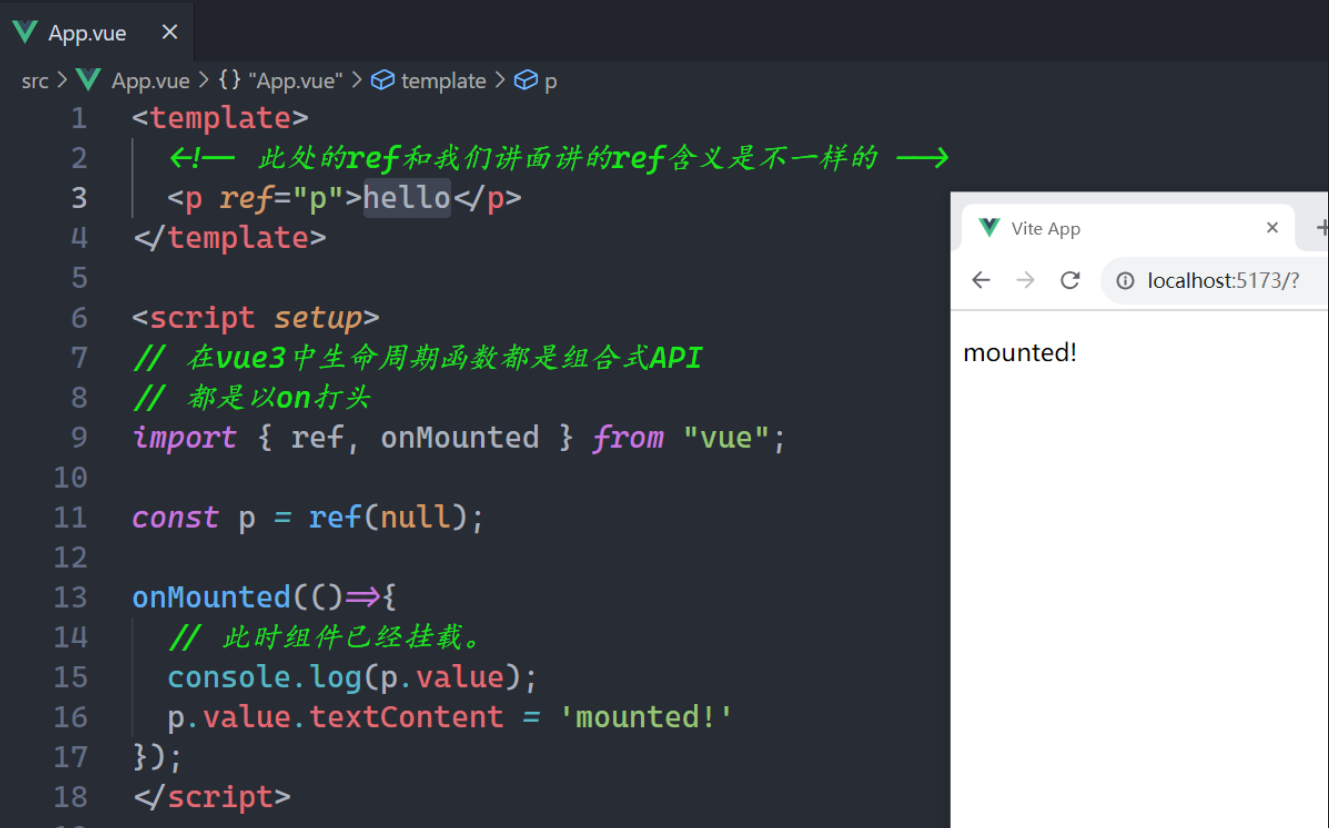 App.vue
src > App.vue > {} "App.vue" > template > p
1 <template>
2 <!-- 此处的ref和我们讲面讲的ref含义是不一样的 -->
3 <p ref="p">hello</p>
4 </template>
5
6 <script setup>
7 // 在vue3中生命周期函数都是组合式API
8 // 都是以on打头
9 import { ref, onMounted } from "vue";
10
11 const p = ref(null);
12
13 onMounted(()=>{
14 // 此时组件已经挂载。
15 console.log(p.value);
16 p.value.textContent = 'mounted!'
17 });
18 </script>
Vite App
localhost:5173/?
mounted!